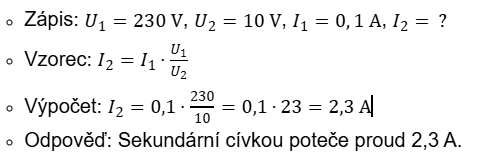 Zápis: U₁ = 230 V, U₂ = 10 V, I₁ = 0, 1 A, I₂ = ?
Vzorec: I₂ = I₁ · U₁/U₂
Výpočet: I₂ = 0,1 · 230/10 = 0,1 · 23 = 2,3 A
Odpověď: Sekundární cívkou poteče proud 2,3 A.